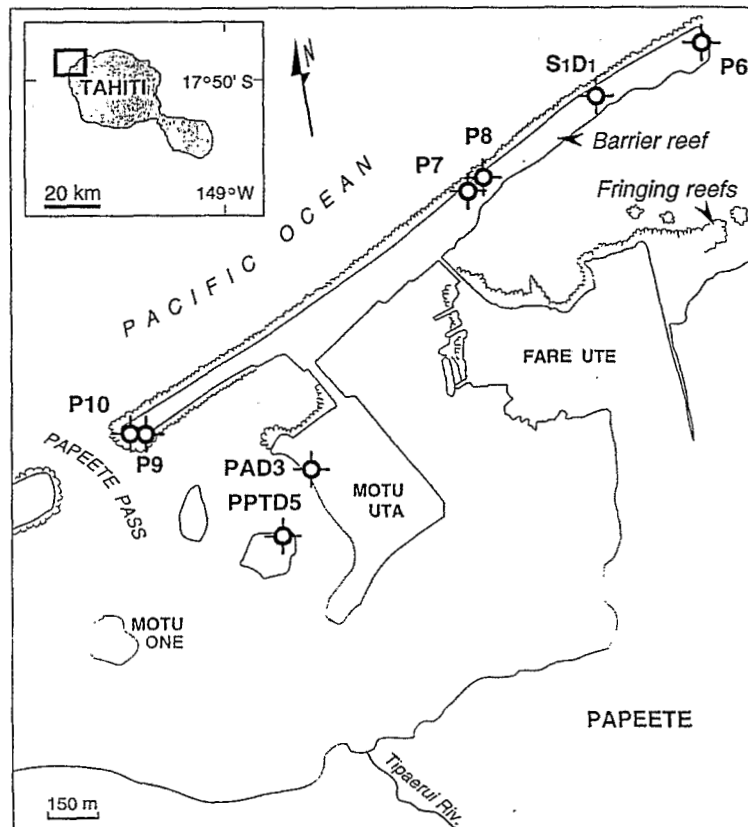 N
TAHITI
17°50' S
20 km
149°W
P6
S1D1
P8
P7
Barrier reef
Fringing reefs
PACIFIC OCEAN
FARE UTE
P10
P9
PAPEETE PASS
PAD3
MOTU
UTA
PPTD5
MOTU
ONE
PAPEETE
Tipaerui Riv.
150 m